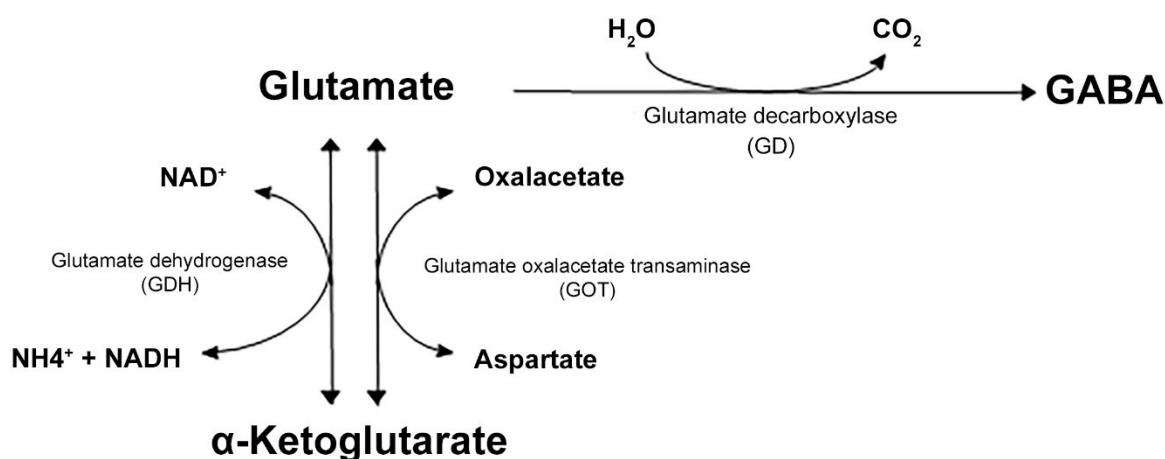 H₂O
CO₂
Glutamate
GABA
Glutamate decarboxylase
(GD)
NAD⁺
Oxalacetate
Glutamate dehydrogenase
(GDH)
Glutamate oxalacetate transaminase
(GOT)
NH4⁺ + NADH
Aspartate
α-Ketoglutarate